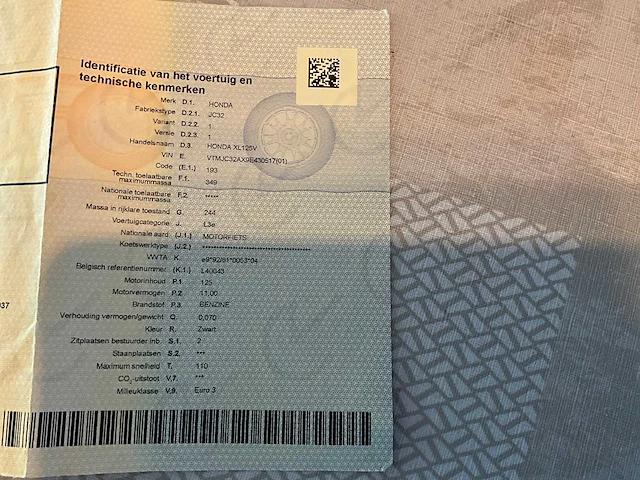 Identificatie van het voertuig en
technische kenmerken
Merk D.1. HONDA
Fabriekstype D.2.1. JC32
Variant D.2.2. 1
Versie D.2.3. 1
Handelsnaam D.3. HONDA XL125V
VIN E. VTMJC32AX9E430517(01)
Code (E.1.) 193
Techn. toelaatbare
maximummassa F.1. 349
Nationale toelaatbare
maximummassa F.2. *****
Massa in rijklare toestand G. 244
Voertuigcategorie J. L3e
Nationale aard (J.1.) MOTORFIETS
Koetswerktype (J.2.)
WVTA K. e9*92/61*0053*04
Belgisch referentienummer (K.1.) L40043
Motorinhoud P.1 125
Motorvermogen P.2 11,00
Brandstof P.3. BENZINE
Verhouding vermogen/gewicht Q. 0,070
Kleur R. Zwart
Zitplaatsen bestuurder inb. S.1. 2
Staanplaatsen S.2. ***
Maximum snelheid T. 110
CO₂-uitstoot V.7. ***
Milieuklasse V.9. Euro 3
037